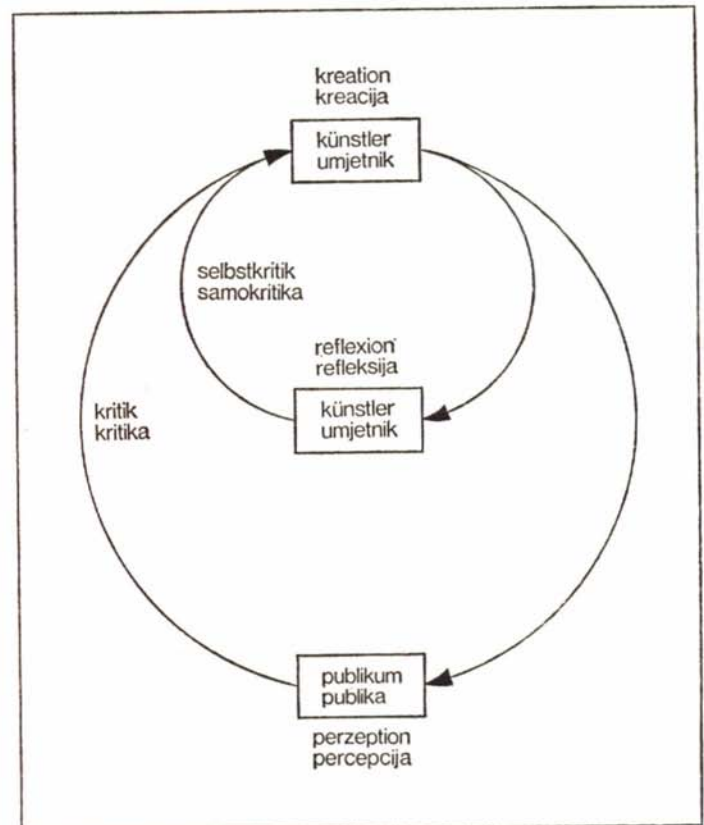 kreation
kreacija
künstler
umjetnik
selbstkritik
samokritika
reflexion
refleksija
künstler
umjetnik
kritik
kritika
publikum
publika
perzeption
percepcija